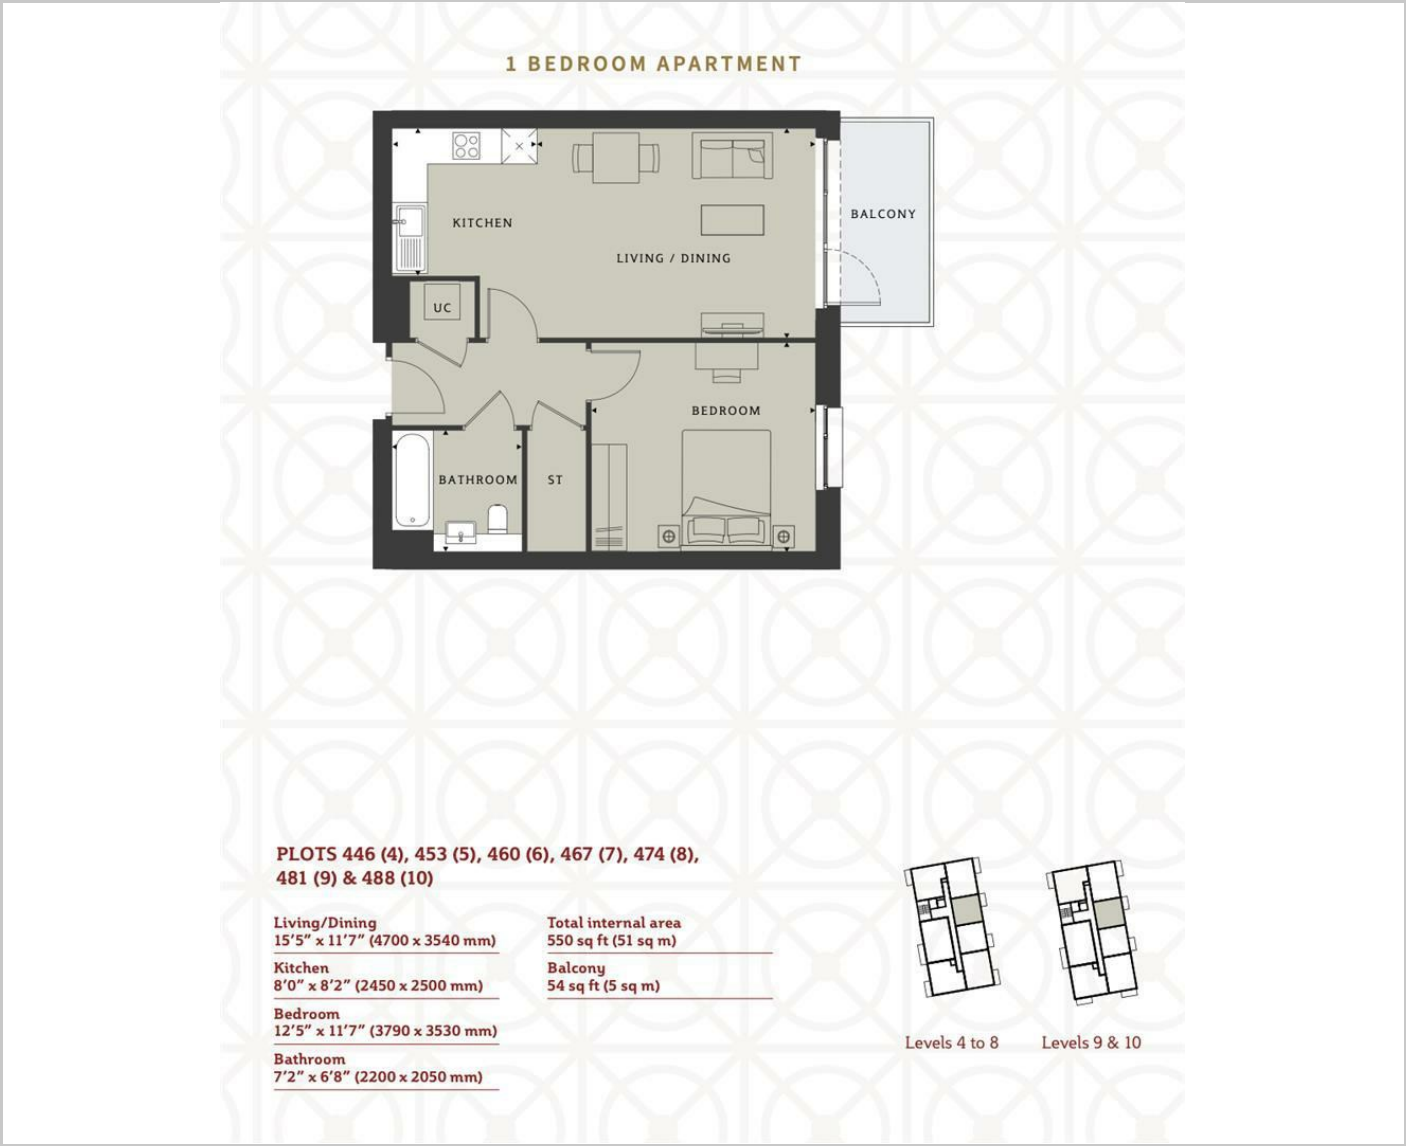 1 BEDROOM APARTMENT
KITCHEN
BALCONY
LIVING / DINING
UC
BEDROOM
BATHROOM
ST
PLOTS 446 (4), 453 (5), 460 (6), 467 (7), 474 (8),
481 (9) & 488 (10)
Living/Dining
15’5” x 11’7” (4700 x 3540 mm)
Kitchen
8’0” x 8’2” (2450 x 2500 mm)
Bedroom
12’5” x 11’7” (3790 x 3530 mm)
Bathroom
7’2” x 6’8” (2200 x 2050 mm)
Total internal area
550 sq ft (51 sq m)
Balcony
54 sq ft (5 sq m)
Levels 4 to 8
Levels 9 & 10